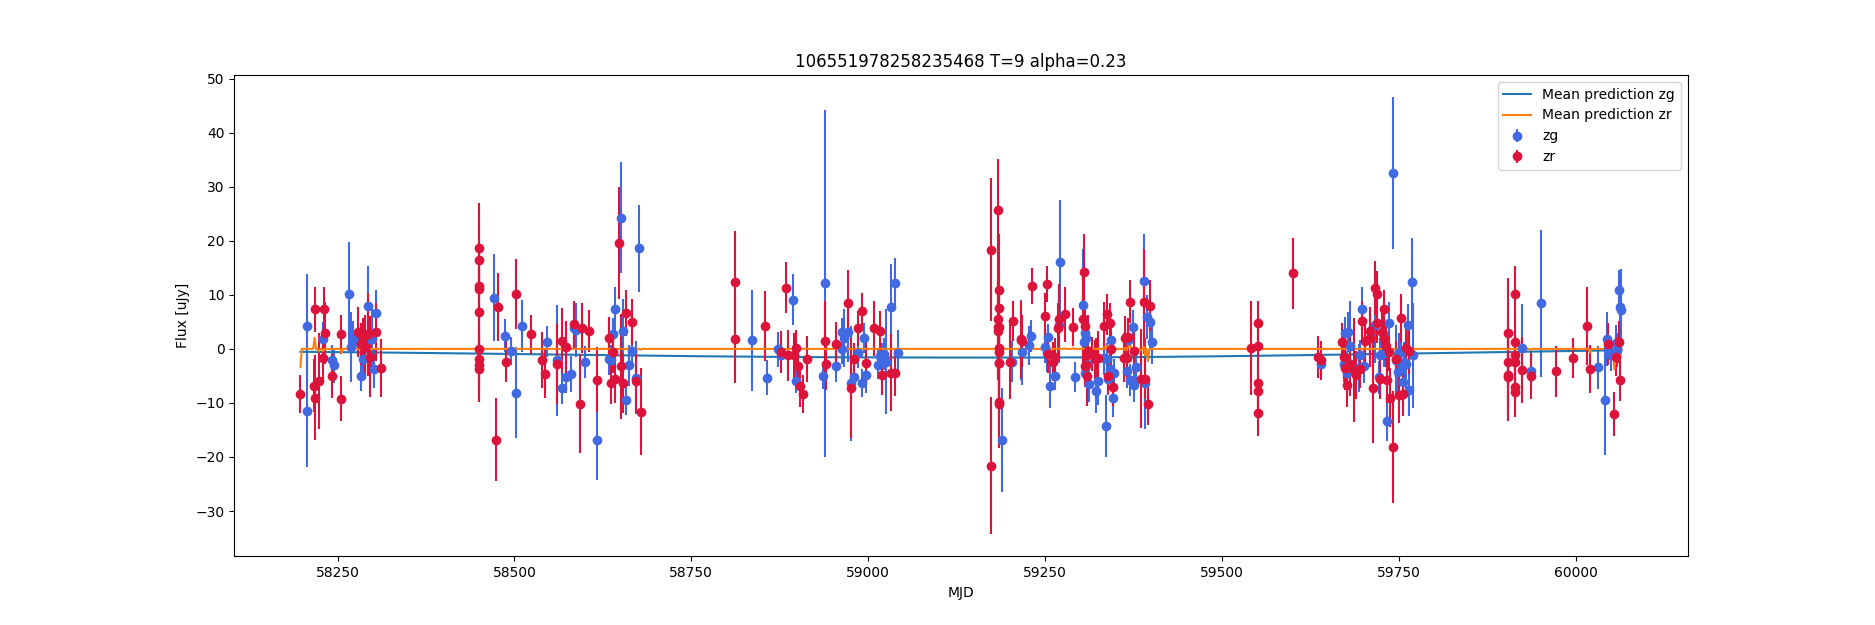 106551978258235468 T=9 alpha=0.23
50
40
30
20
10
0
−10
−20
−30
Flux [uJy]
58250
58500
58750
59000
59250
59500
59750
60000
MJD
Mean prediction zg
Mean prediction zr
zg
zr